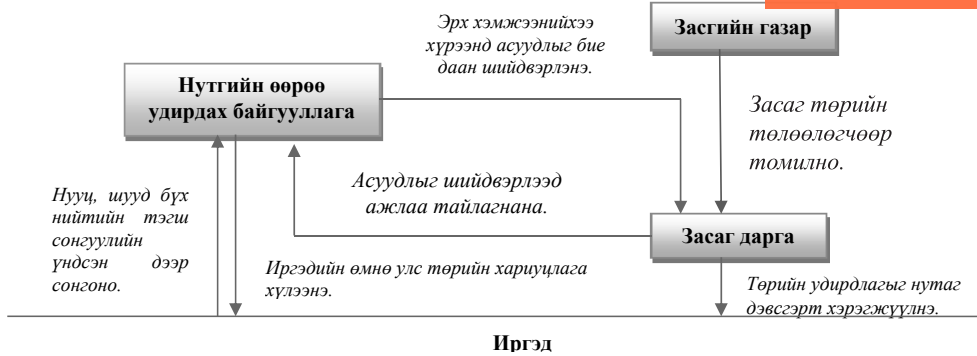 Эрх хэмжээнийхээ
хүрээнд асуудлыг бие
даан шийдвэрлэнэ.
Засгийн газар
Нутгийн өөрөө
удирдах байгууллага
Засаг төрийн
төлөөлөгчөөр
томилно.
Асуудлыг шийдвэрлээд
ажлаа тайлагнана.
Нууц, шууд бүх
нийтийн тэгш
сонгуулийн
үндсэн дээр
сонгоно.
Засаг дарга
Иргэдийн өмнө улс төрийн хариуцлага
хүлээнэ.
Төрийн удирдлагыг нутаг
дэвсгэрт хэрэгжүүлнэ.
Иргэд